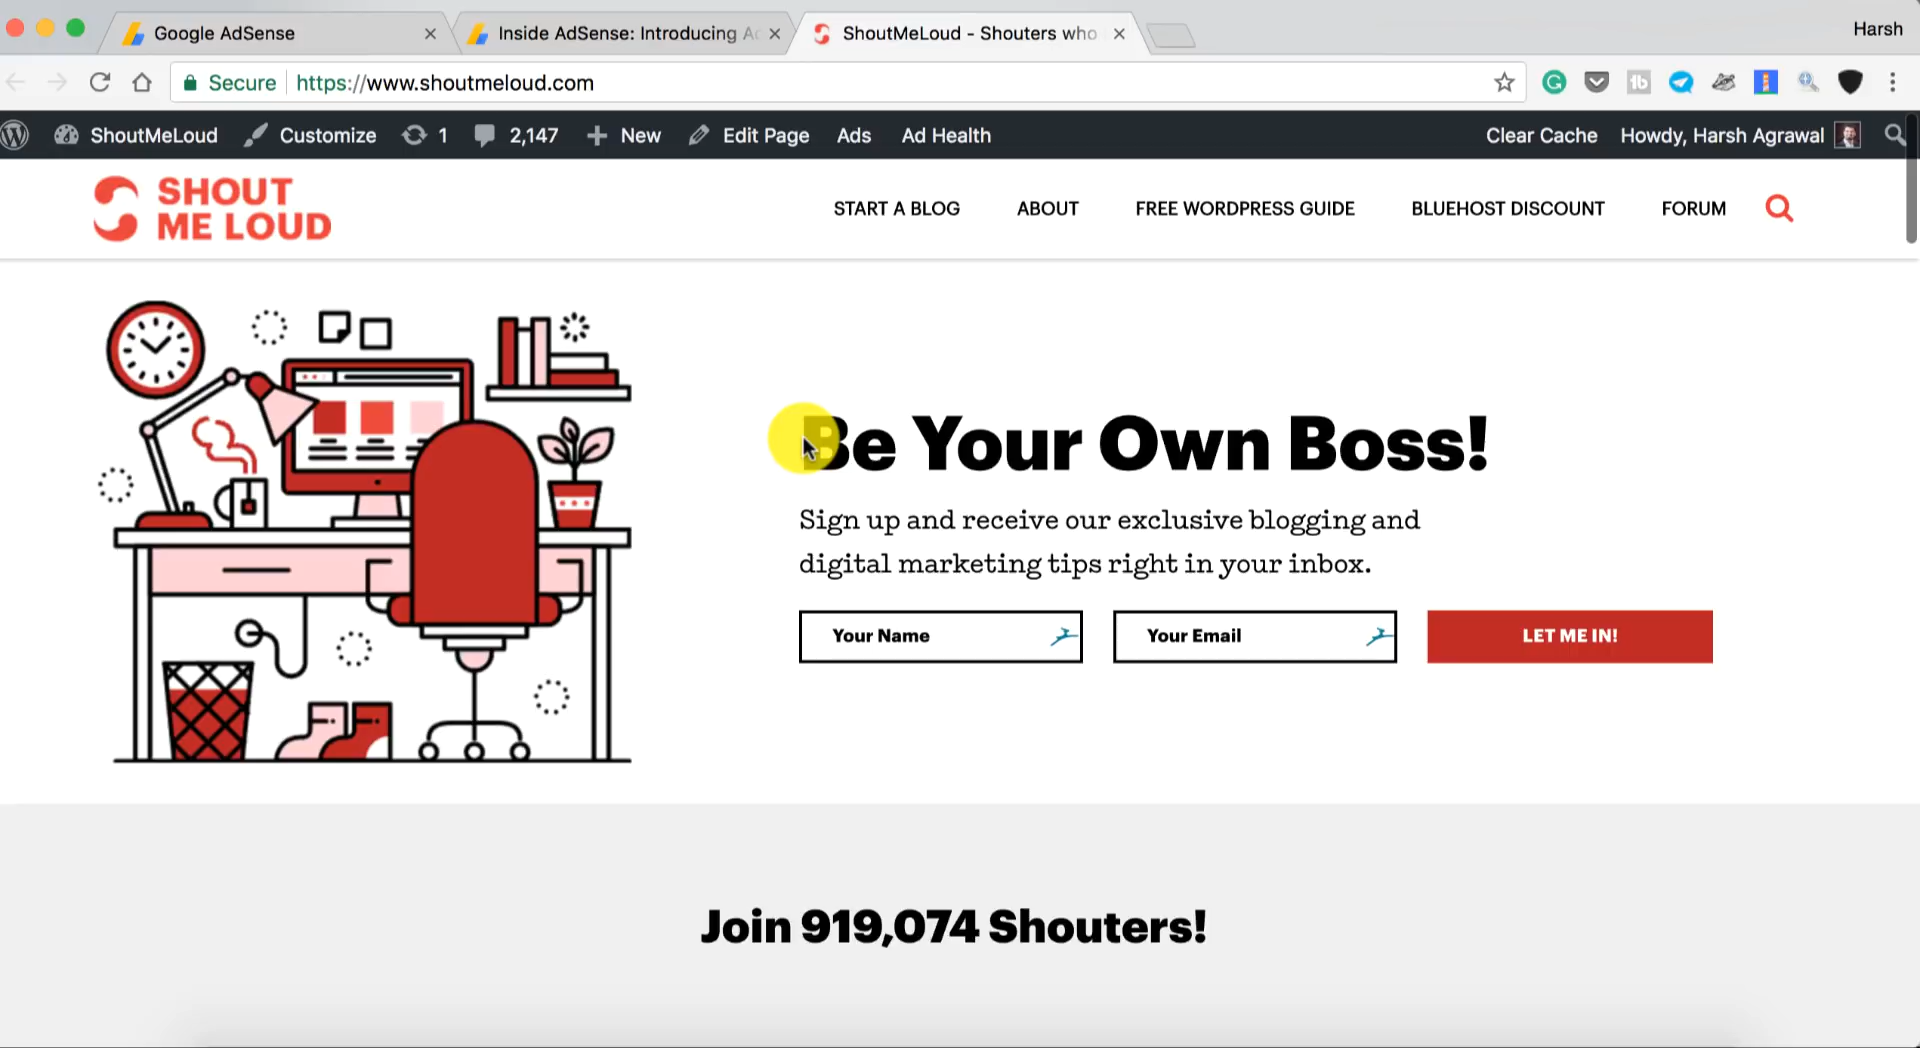 Google AdSense
Inside AdSense: Introducing Ad
ShoutMeLoud - Shouters who
Harsh
Secure
https://www.shoutmeloud.com
ShoutMeLoud
Customize
1
2,147
New
Edit Page
Ads
Ad Health
Clear Cache
Howdy, Harsh Agrawal
SHOUT
ME LOUD
START A BLOG
ABOUT
FREE WORDPRESS GUIDE
BLUEHOST DISCOUNT
FORUM
Be Your Own Boss!
Sign up and receive our exclusive blogging and
digital marketing tips right in your inbox.
Your Name
Your Email
LET ME IN!
Join 919,074 Shouters!